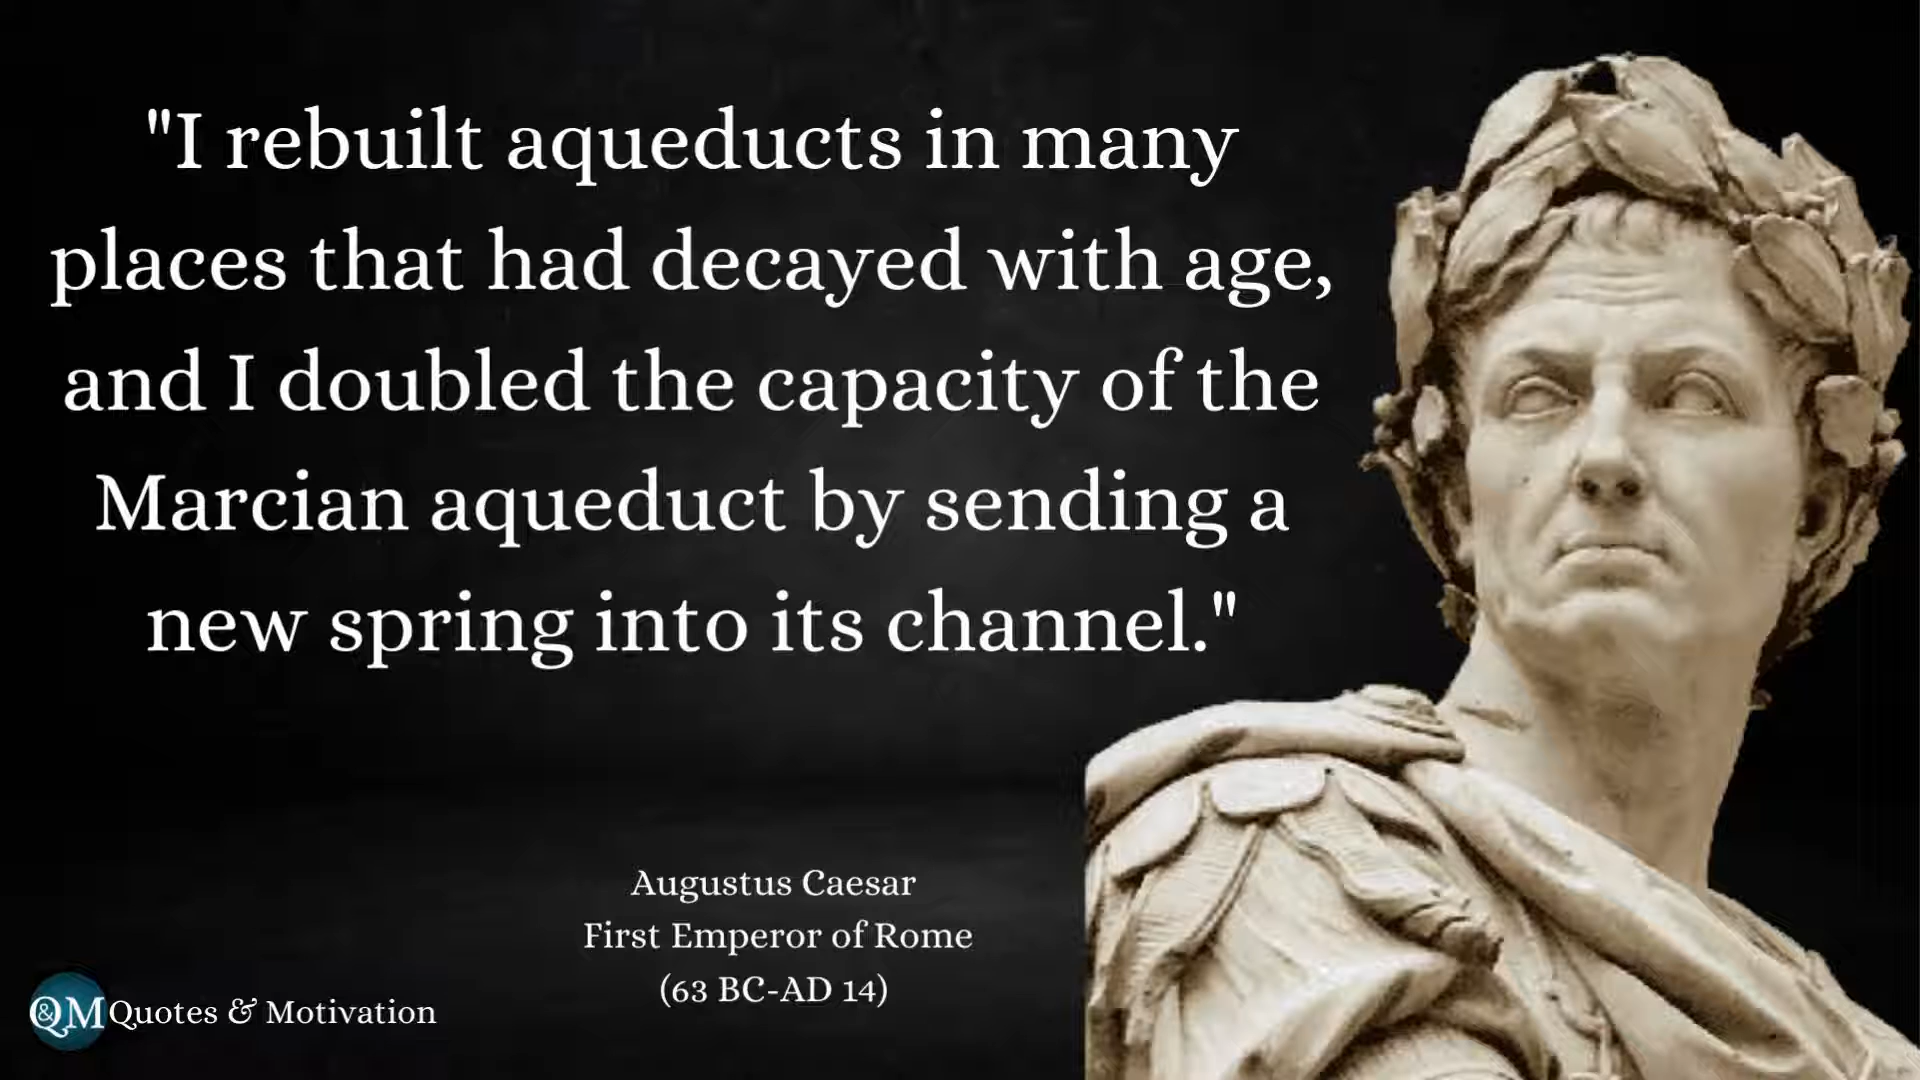 "I rebuilt aqueducts in many
places that had decayed with age,
and I doubled the capacity of the
Marcian aqueduct by sending a
new spring into its channel."
Augustus Caesar
First Emperor of Rome
(63 BC-AD 14)
&QM Quotes & Motivation